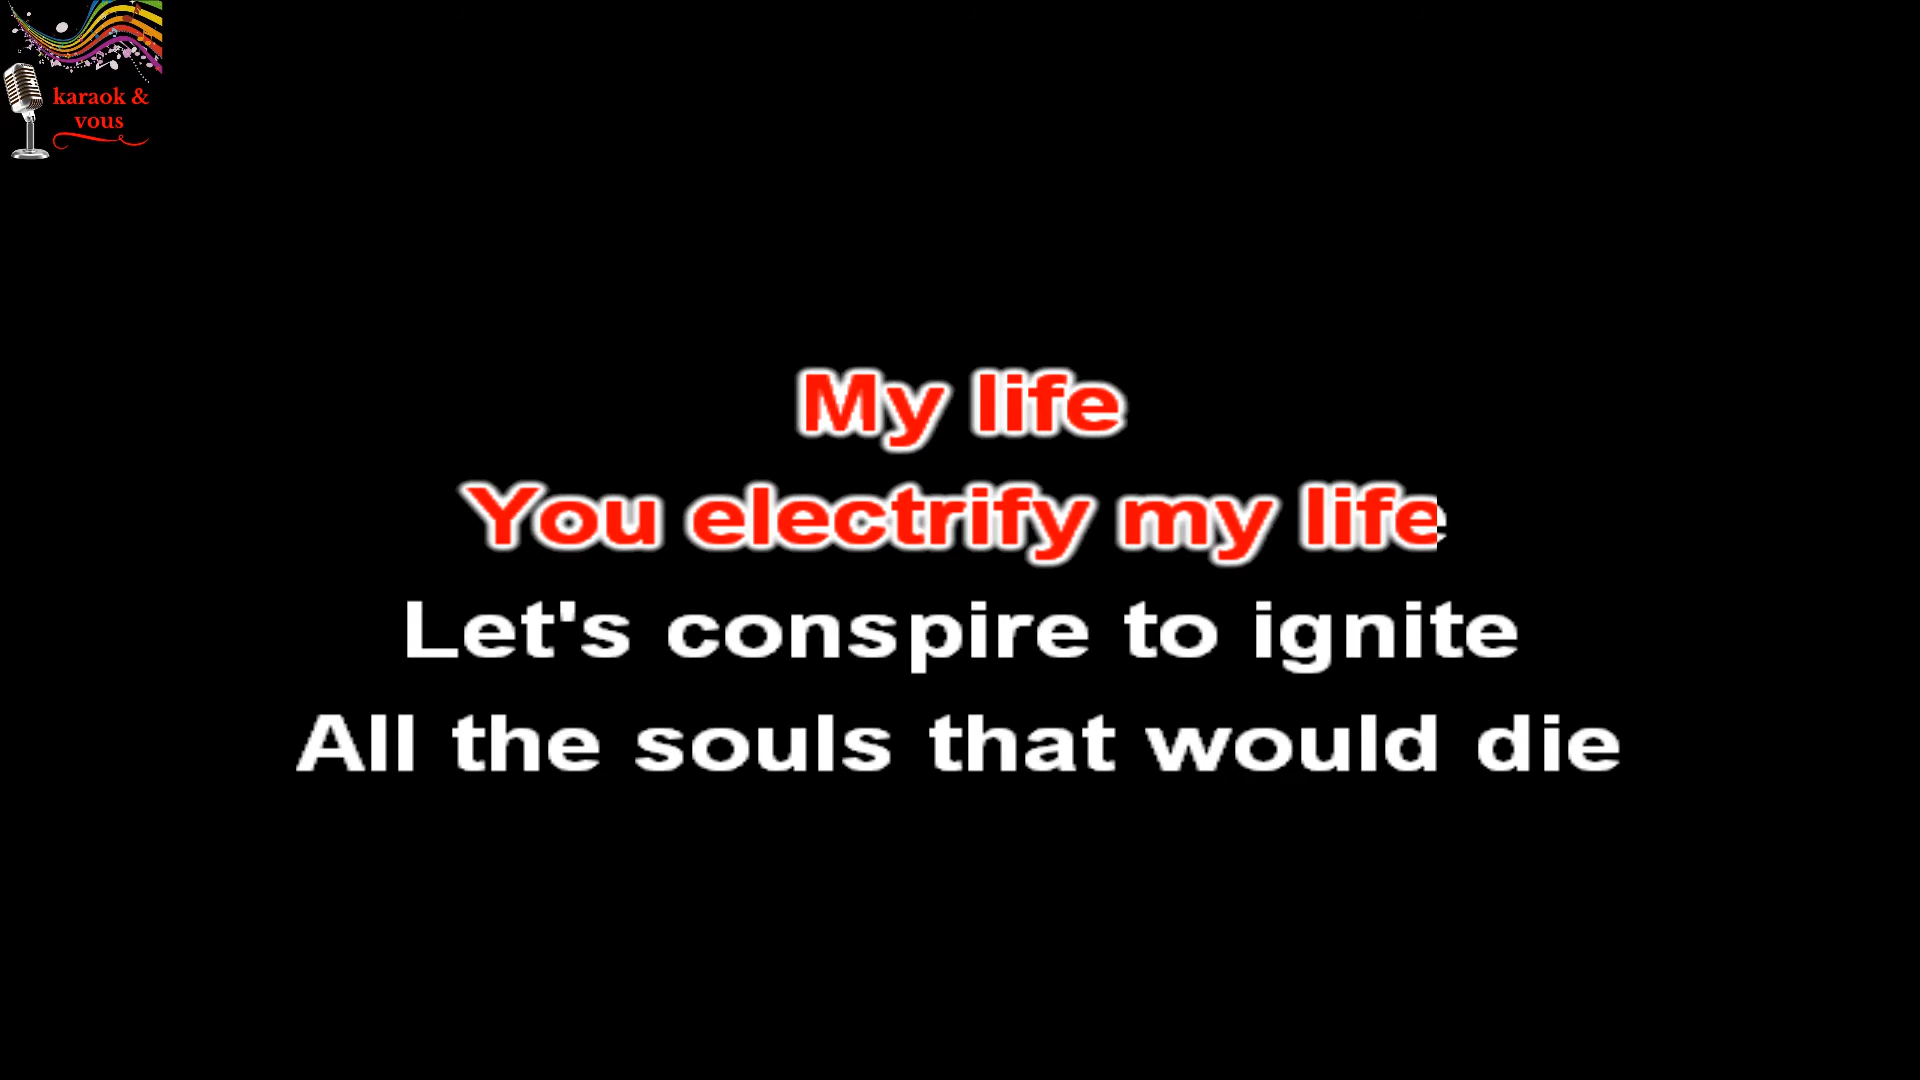 karaok &
vous
My life
You electrify my life
Let's conspire to ignite
All the souls that would die